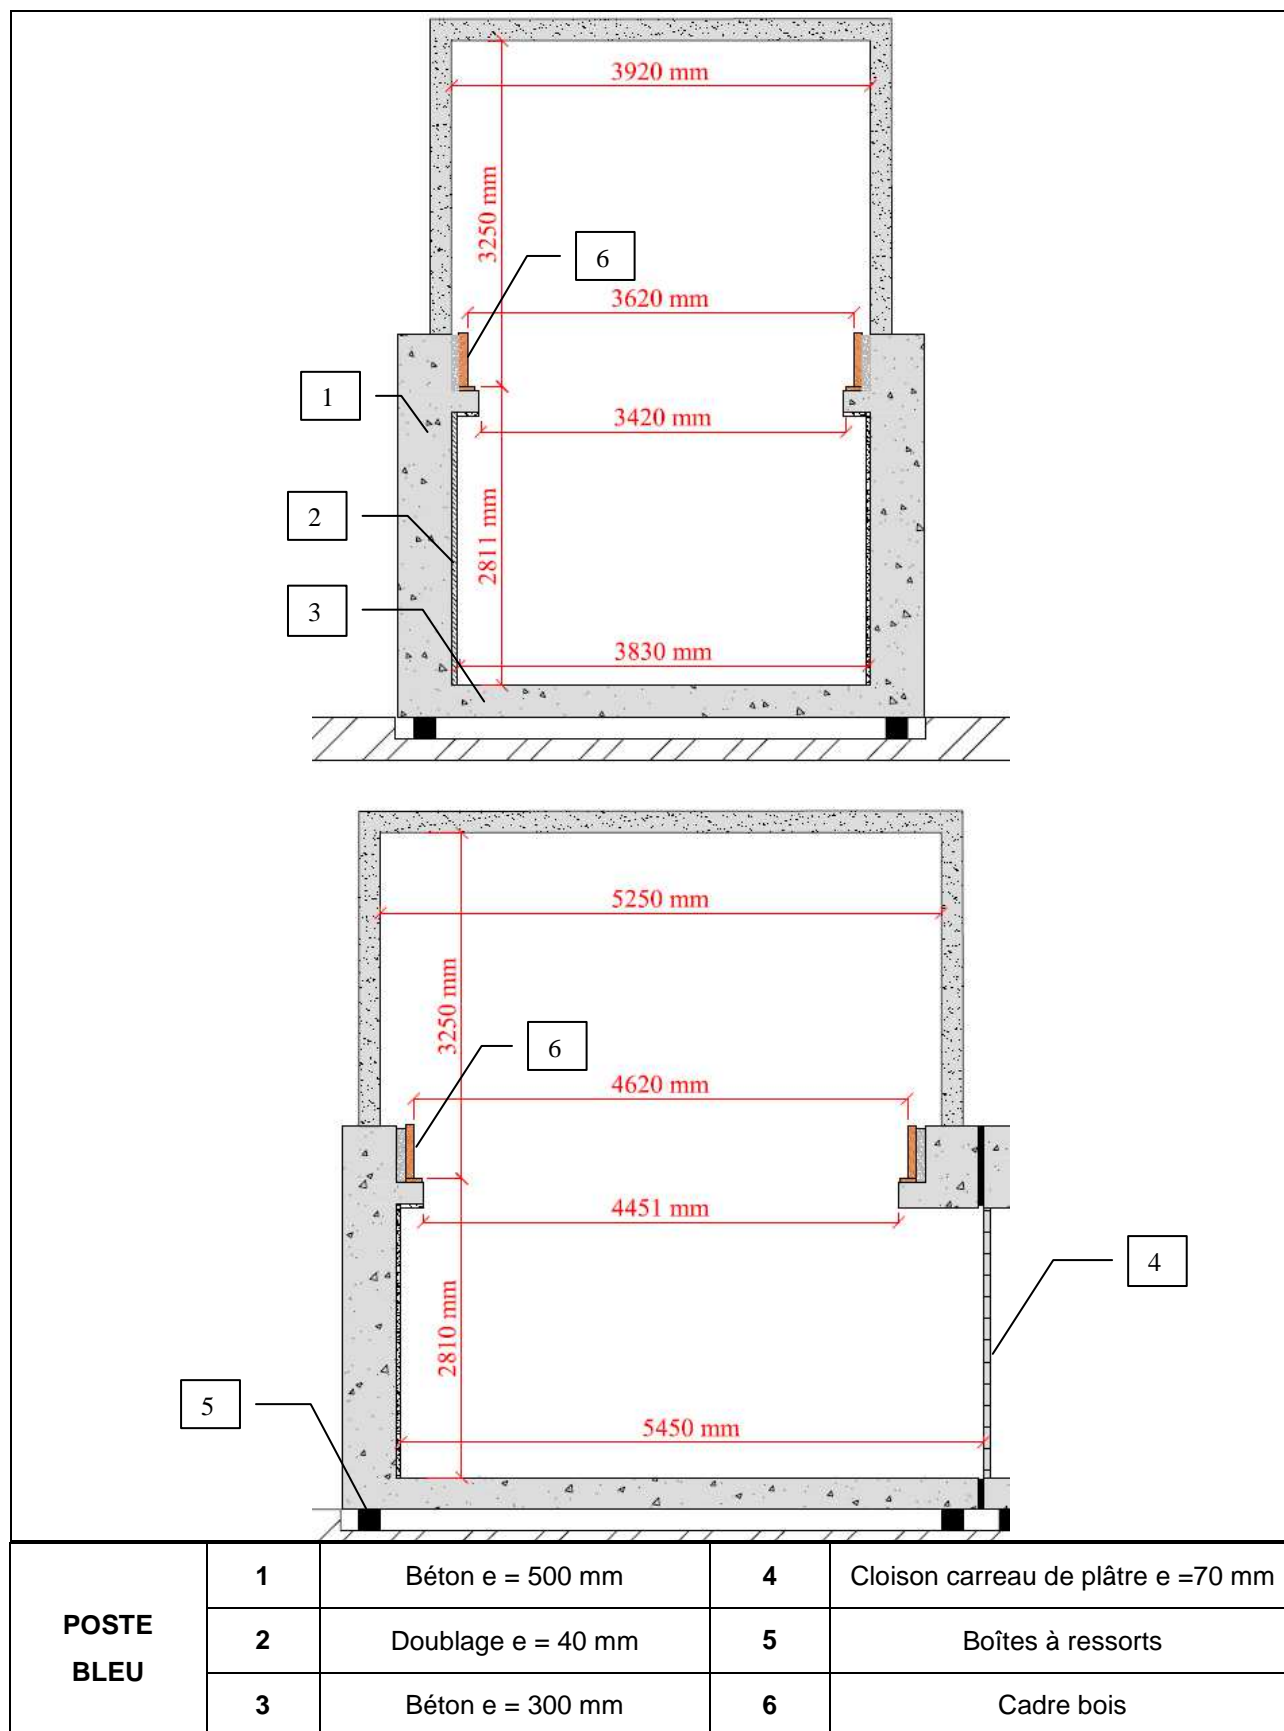 3920 mm
3250 mm
6
3620 mm
1
3420 mm
2
2811 mm
3
3830 mm
5250 mm
3250 mm
6
4620 mm
4451 mm
4
2810 mm
5
5450 mm
POSTE
BLEU
1 Béton e = 500 mm 4 Cloison carreau de plâtre e =70 mm
2 Doublage e = 40 mm 5 Boîtes à ressorts
3 Béton e = 300 mm 6 Cadre bois